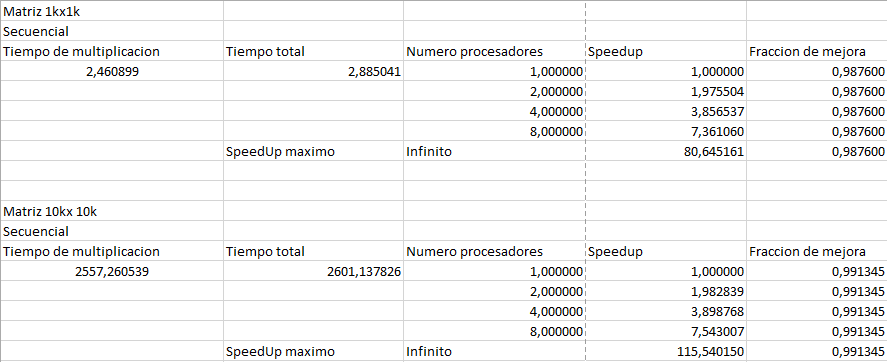 Matriz 1kx1k
Secuencial
Tiempo de multiplicacion Tiempo total Numero procesadores Speedup Fraccion de mejora
2,460899 2,885041 1,000000 1,000000 0,987600
2,000000 1,975504 0,987600
4,000000 3,856537 0,987600
8,000000 7,361060 0,987600
SpeedUp maximo Infinito 80,645161 0,987600
Matriz 10kx 10k
Secuencial
Tiempo de multiplicacion Tiempo total Numero procesadores Speedup Fraccion de mejora
2557,260539 2601,137826 1,000000 1,000000 0,991345
2,000000 1,982839 0,991345
4,000000 3,898768 0,991345
8,000000 7,543007 0,991345
SpeedUp maximo Infinito 115,540150 0,991345